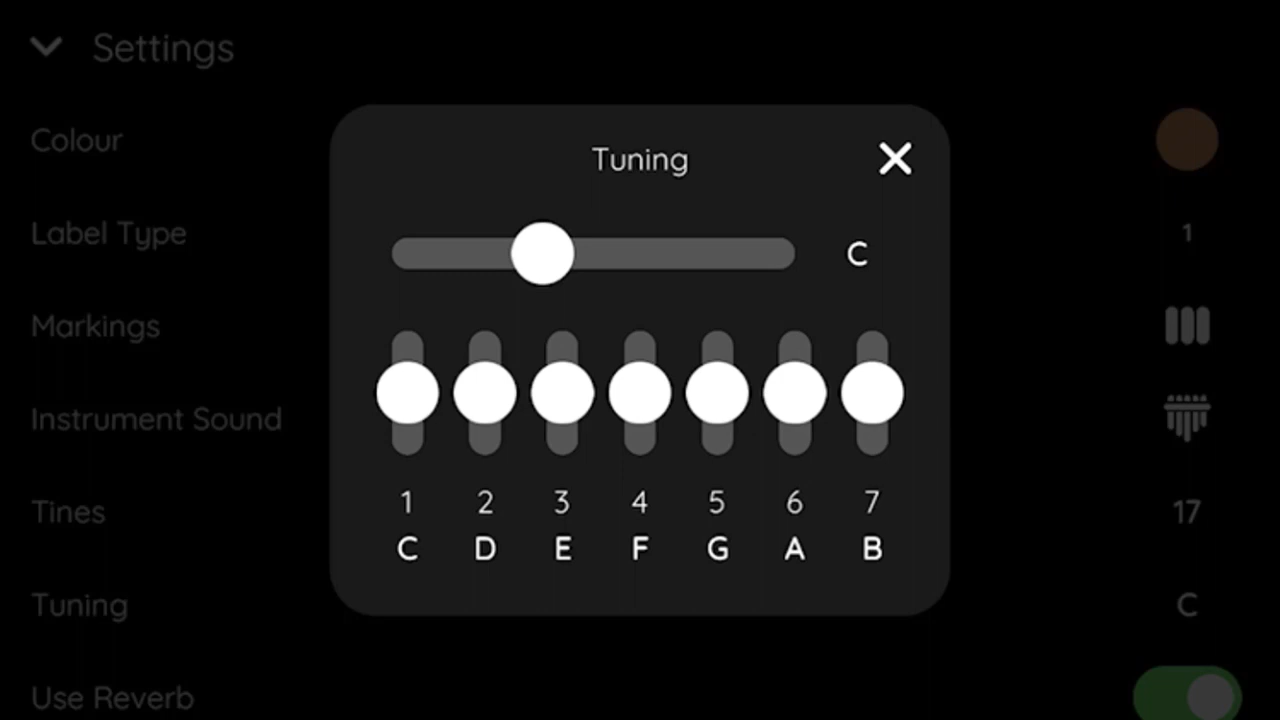 Settings
Colour
Label Type 1
Markings
Instrument Sound
Tines 17
Tuning C
Use Reverb
Tuning
C
1 2 3 4 5 6 7
C D E F G A B